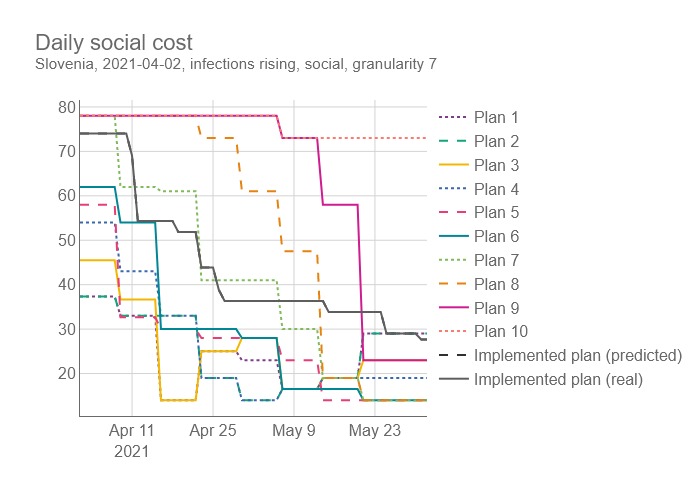 Daily social cost
Slovenia, 2021-04-02, infections rising, social, granularity 7
80
70
60
50
40
30
20
Apr 11
2021
Apr 25
May 9
May 23
Plan 1
Plan 2
Plan 3
Plan 4
Plan 5
Plan 6
Plan 7
Plan 8
Plan 9
Plan 10
Implemented plan (predicted)
Implemented plan (real)